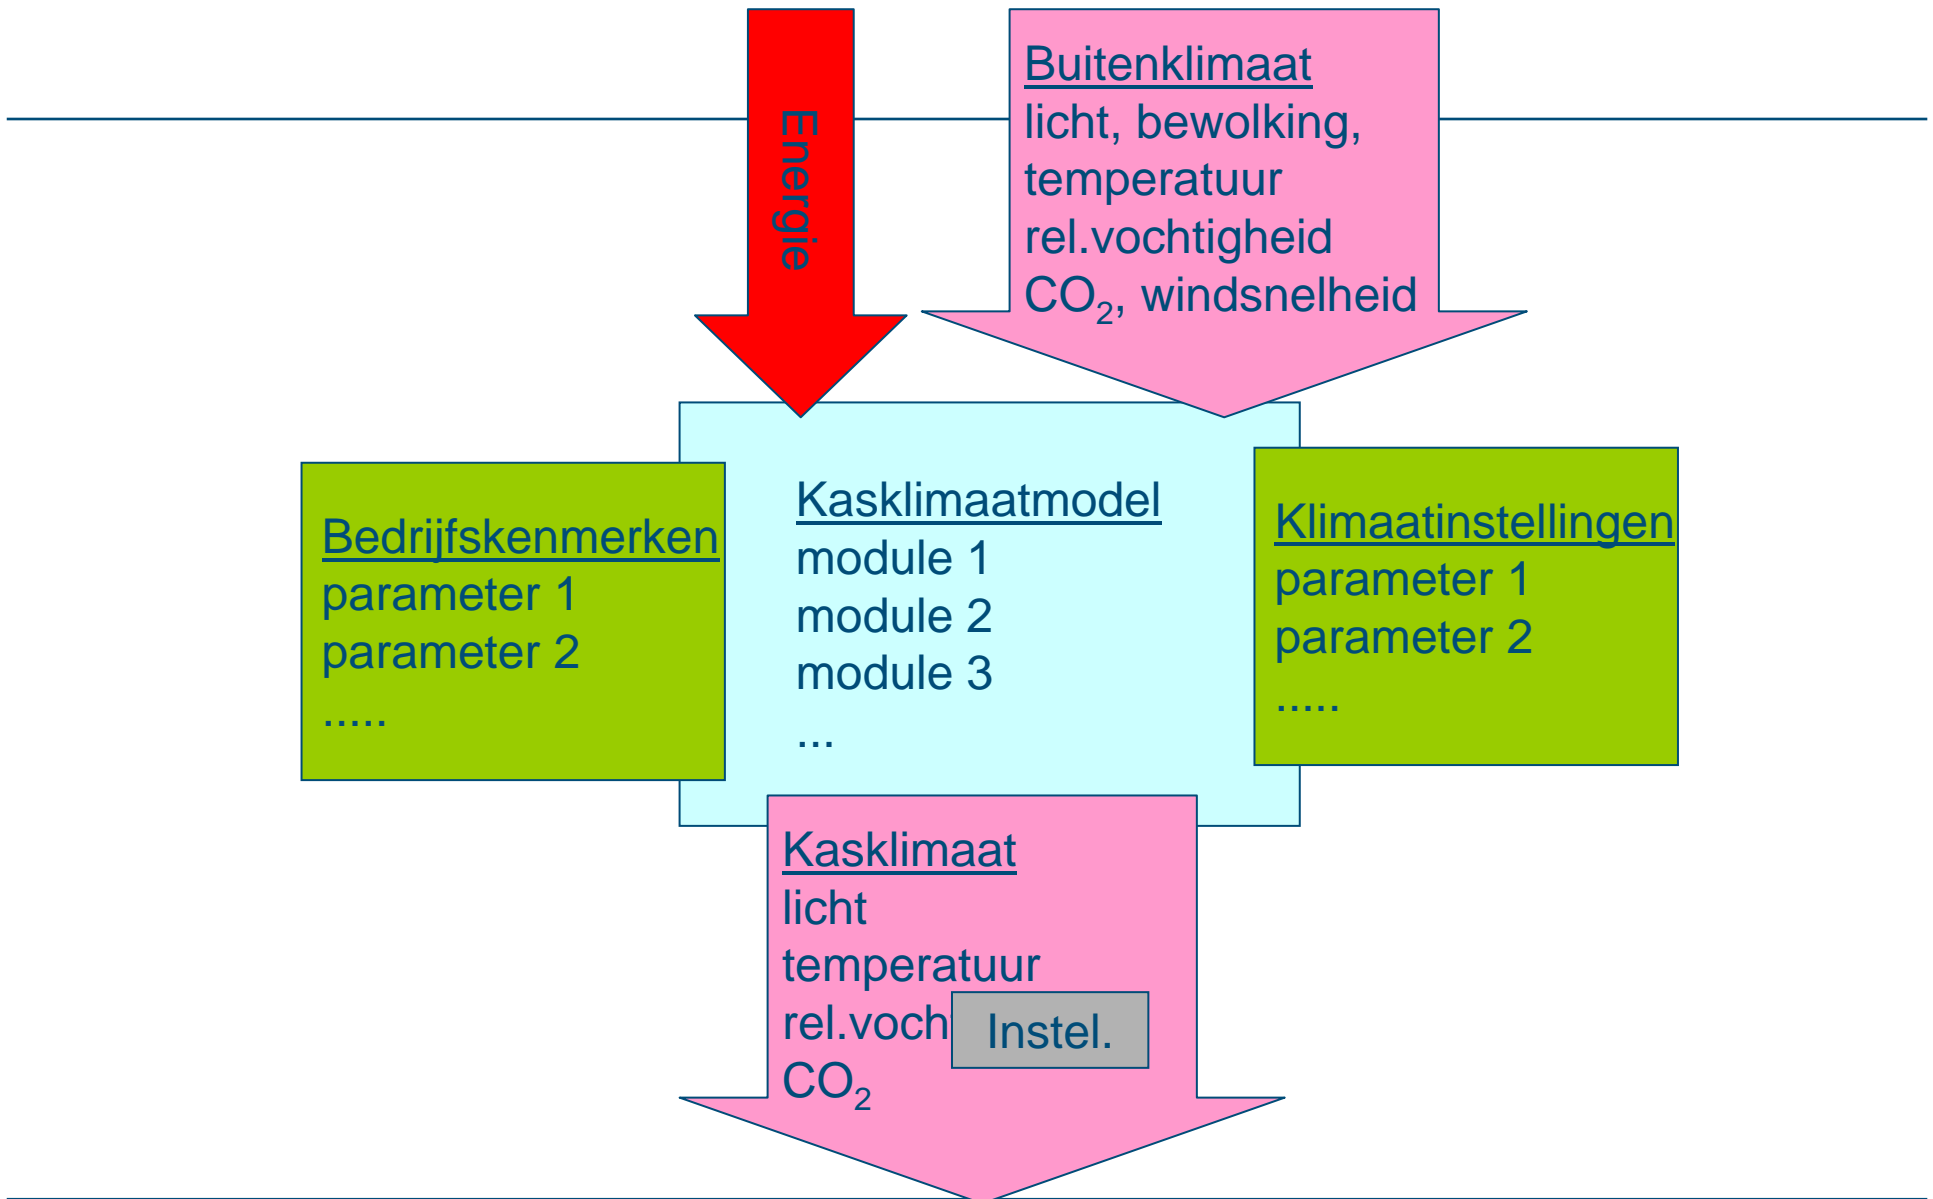 Energie
Buitenklimaat
licht, bewolking,
temperatuur
rel.vochtigheid
CO₂, windsnelheid
Bedrijfskenmerken
parameter 1
parameter 2
.....
Kasklimaatmodel
module 1
module 2
module 3
...
Klimaatinstellingen
parameter 1
parameter 2
.....
Kasklimaat
licht
temperatuur
rel.voch
Instel.
CO₂